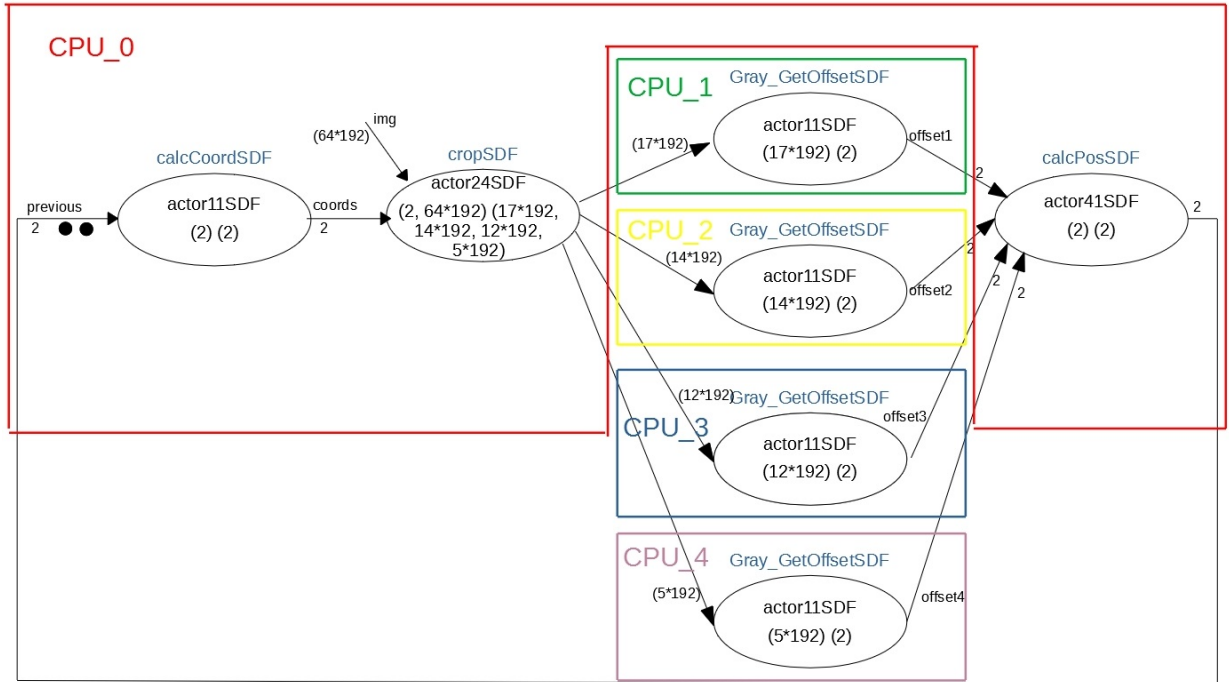 CPU_0
previous
2
calcCoordSDF
actor11SDF
(2) (2)
coords
2
img
(64*192)
cropSDF
actor24SDF
(2, 64*192) (17*192,
14*192, 12*192,
5*192)
CPU_1
Gray_GetOffsetSDF
(17*192)
actor11SDF
(17*192) (2)
offset1
2
CPU_2
Gray_GetOffsetSDF
(14*192)
actor11SDF
(14*192) (2)
offset2
2
CPU_3
(12*192)
Gray_GetOffsetSDF
actor11SDF
(12*192) (2)
offset3
2
CPU_4
Gray_GetOffsetSDF
(5*192)
actor11SDF
(5*192) (2)
offset4
2
calcPosSDF
actor41SDF
(2) (2)
2